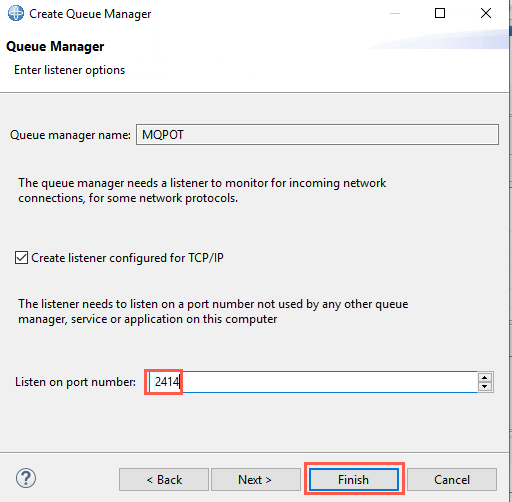 Create Queue Manager
Queue Manager
Enter listener options
Queue manager name: MQPOT
The queue manager needs a listener to monitor for incoming network
connections, for some network protocols.
Create listener configured for TCP/IP
The listener needs to listen on a port number not used by any other queue
manager, service or application on this computer
Listen on port number: 2414
? < Back Next > Finish Cancel